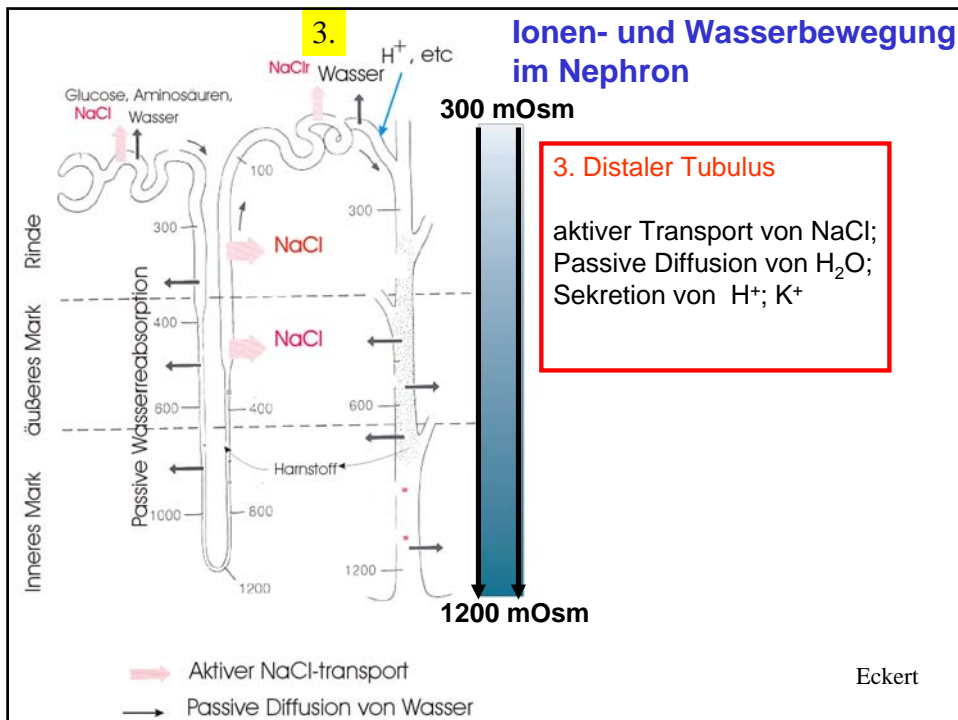 3.
Ionen- und Wasserbewegung
im Nephron
NaClr Wasser H+, etc
Glucose, Aminosäuren,
NaCl Wasser
300 mOsm
3. Distaler Tubulus
aktiver Transport von NaCl;
Passive Diffusion von H₂O;
Sekretion von H⁺; K⁺
100
300
300
Rinde
NaCl
Passive Wasserreabsorption
400
äußeres Mark
NaCl
600
400
600
Harnstoff
Inneres Mark
1000
800
1200
1200
1200 mOsm
Aktiver NaCl-transport
Passive Diffusion von Wasser
Eckert